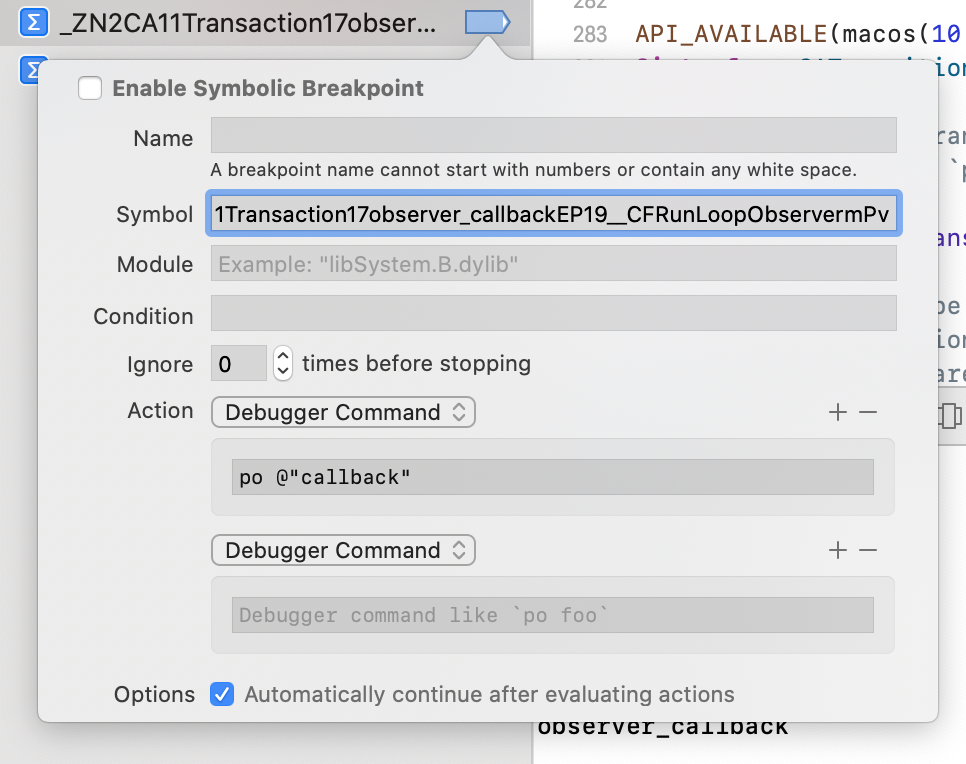 _ZN2CA11Transaction17obser...
282
283 API_AVAILABLE(macos(10
Enable Symbolic Breakpoint
Name
A breakpoint name cannot start with numbers or contain any white space.
Symbol 1Transaction17observer_callbackEP19__CFRunLoopObservermPv
Module Example: "libSystem.B.dylib"
Condition
Ignore 0 times before stopping
Action Debugger Command
po @"callback"
Debugger Command
Debugger command like `po foo`
Options Automatically continue after evaluating actions
observer_callback